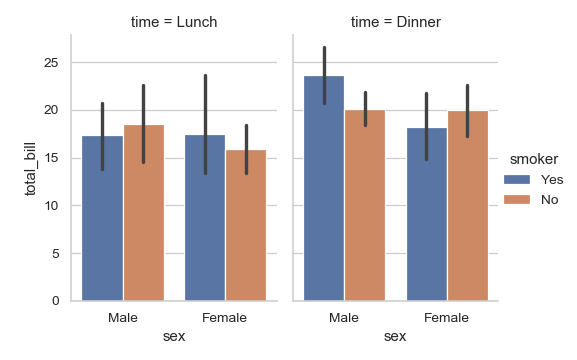 time = Lunch
time = Dinner
25
20
15
10
5
0
total_bill
Male
Female
sex
Male
Female
sex
smoker
Yes
No